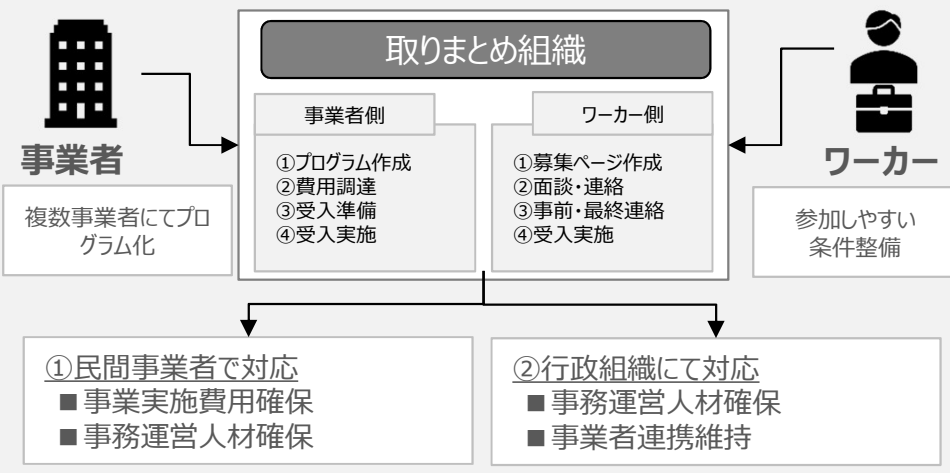 取りまとめ組織
事業者側
①プログラム作成
②費用調達
③受入準備
④受入実施
ワーカー側
①募集ページ作成
②面談・連絡
③事前・最終連絡
④受入実施
事業者
複数事業者にてプロ
グラム化
ワーカー
参加しやすい
条件整備
①民間事業者で対応
■事業実施費用確保
■事務運営人材確保
②行政組織にて対応
■事務運営人材確保
■事業者連携維持